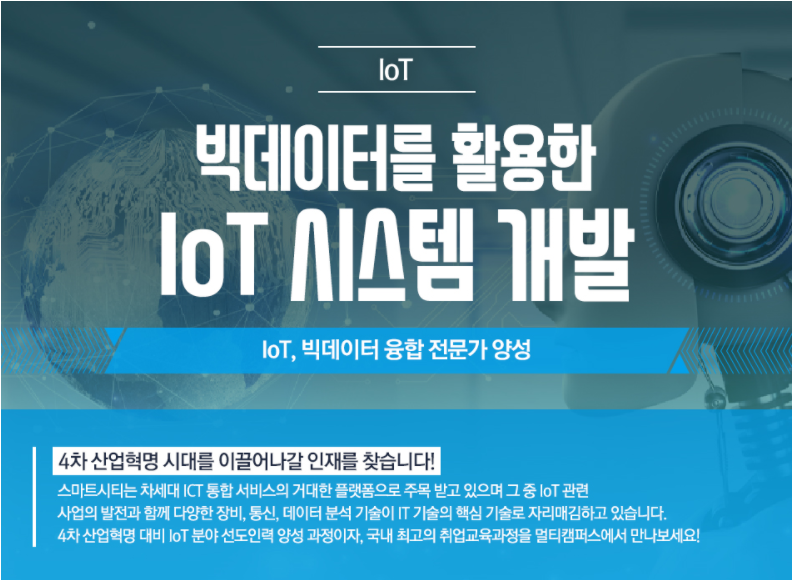 IoT
빅데이터를 활용한
IoT 시스템 개발
IoT, 빅데이터 융합 전문가 양성
4차 산업혁명 시대를 이끌어나갈 인재를 찾습니다!
스마트시티는 차세대 ICT 통합 서비스의 거대한 플랫폼으로 주목 받고 있으며 그 중 IoT 관련
사업의 발전과 함께 다양한 장비, 통신, 데이터 분석 기술이 IT 기술의 핵심 기술로 자리매김하고 있습니다.
4차 산업혁명 대비 IoT 분야 선도인력 양성 과정이자, 국내 최고의 취업교육과정을 멀티캠퍼스에서 만나보세요!